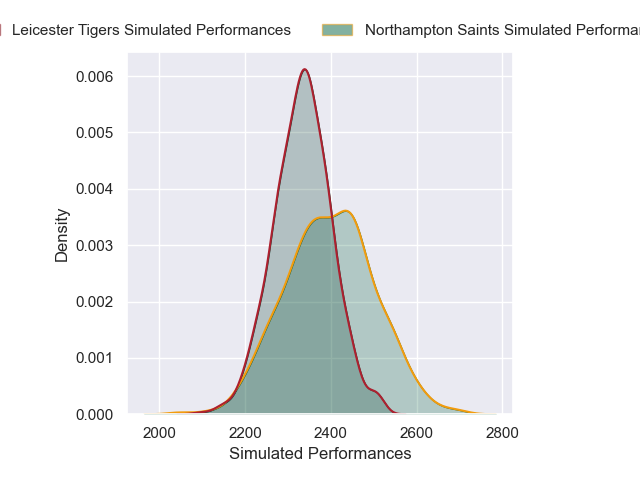 Leicester Tigers Simulated Performances
Northampton Saints Simulated
0.006
0.005
0.004
0.003
0.002
0.001
0.000
Density
2000 2200 2400 2600 2800
Simulated Performances